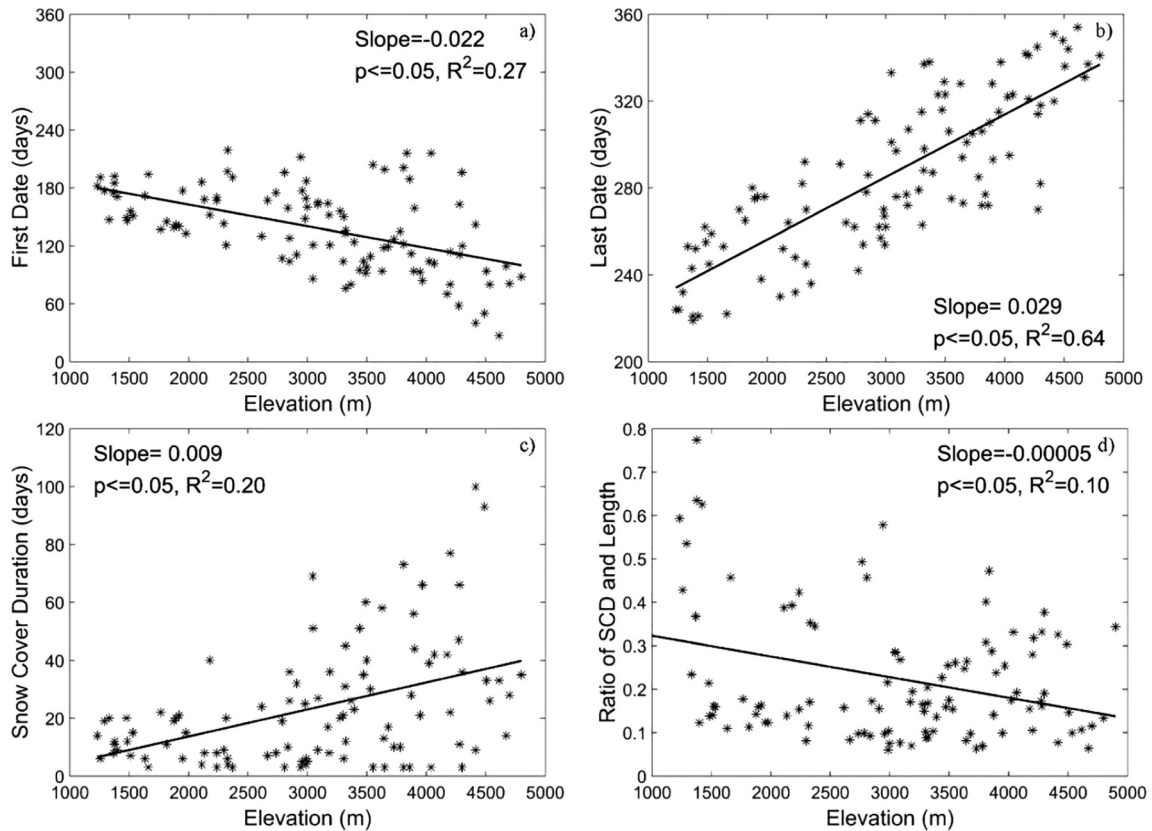 a)
Slope=-0.022
p<=0.05, R²=0.27
360
300
240
180
120
60
0
First Date (days)
1000 1500 2000 2500 3000 3500 4000 4500 5000
Elevation (m)
b)
360
320
280
240
200
Last Date (days)
Slope= 0.029
p<=0.05, R²=0.64
1000 1500 2000 2500 3000 3500 4000 4500 5000
Elevation (m)
c)
Slope= 0.009
p<=0.05, R²=0.20
120
100
80
60
40
20
0
Snow Cover Duration (days)
1000 1500 2000 2500 3000 3500 4000 4500 5000
Elevation (m)
d)
Slope=-0.00005
p<=0.05, R²=0.10
0.8
0.7
0.6
0.5
0.4
0.3
0.2
0.1
0
Ratio of SCD and Length
1000 1500 2000 2500 3000 3500 4000 4500 5000
Elevation (m)